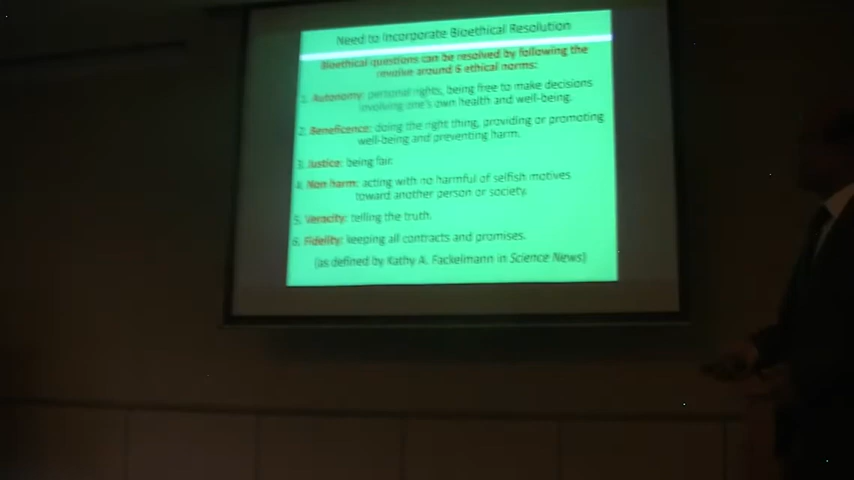 Need to Incorporate Bioethical Resolution
Bioethical questions can be resolved by following the
revolve around 6 ethical norms:
1. Autonomy: personal rights, being free to make decisions
involving one's own health and well-being.
2. Beneficence: doing the right thing, providing or promoting
well-being and preventing harm.
3. Justice: being fair.
4. Non harm: acting with no harmful of selfish motives
toward another person or society.
5. Veracity: telling the truth.
6. Fidelity: keeping all contracts and promises.
(as defined by Kathy A. Fackelmann in Science News)